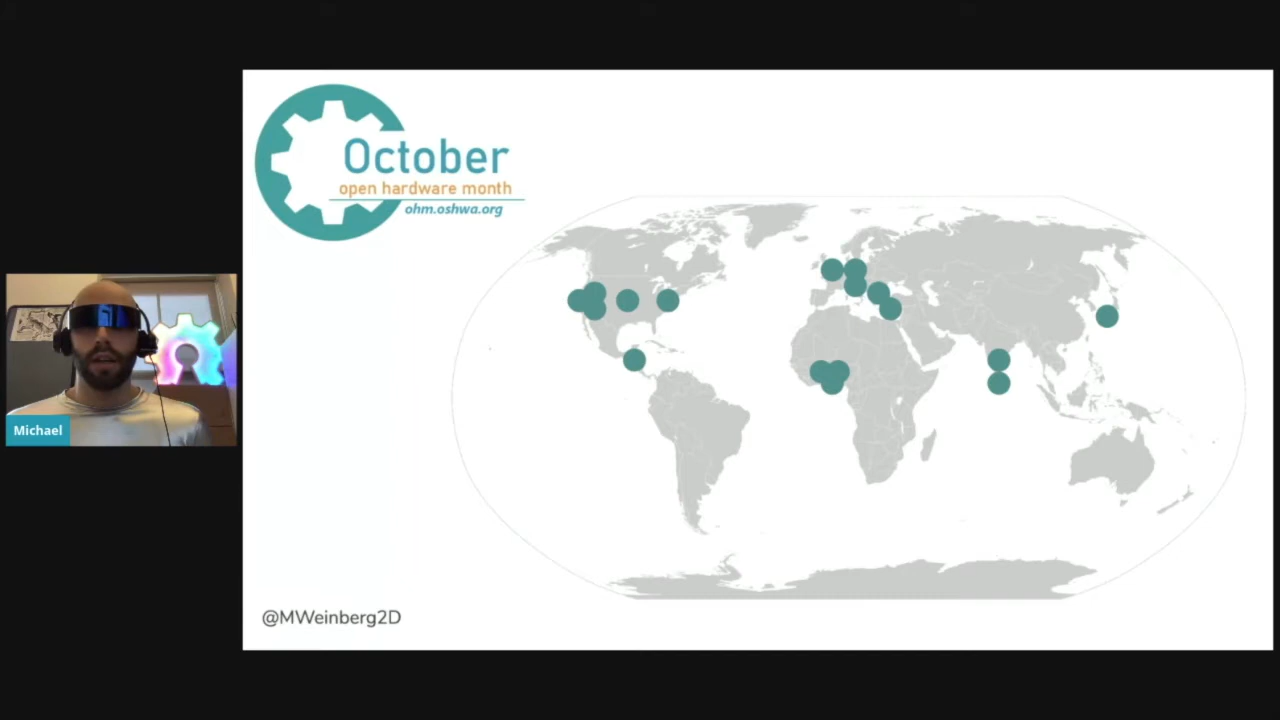 October
open hardware month
ohm.oshwa.org
Michael
@MWeinberg2D